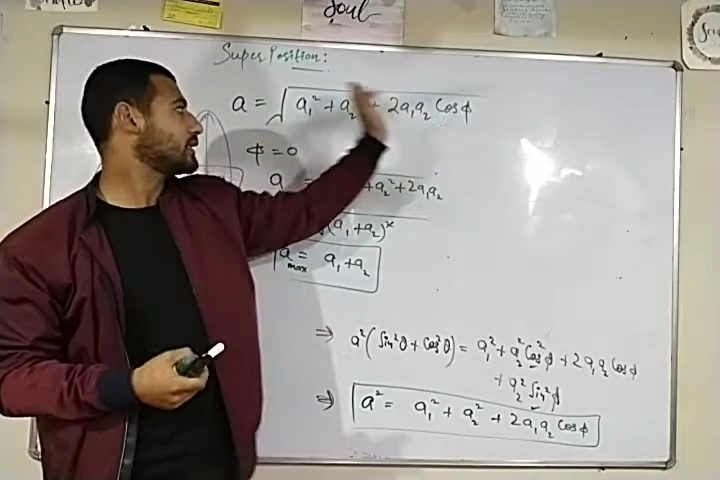 Soul
Super Position:
a = √a₁² + a₂² + 2a₁a₂ Cosφ
φ = 0
a + a₂² + 2a₁a₂
(a₁ + a₂)²
a max = a₁ + a₂
⇒ a² (Sin²θ + Cos²θ) = a₁² + a₂² Cos²φ + 2a₁a₂ Cosφ
+ a₂² Sin²φ
⇒ a² = a₁² + a₂² + 2a₁a₂ Cosφ